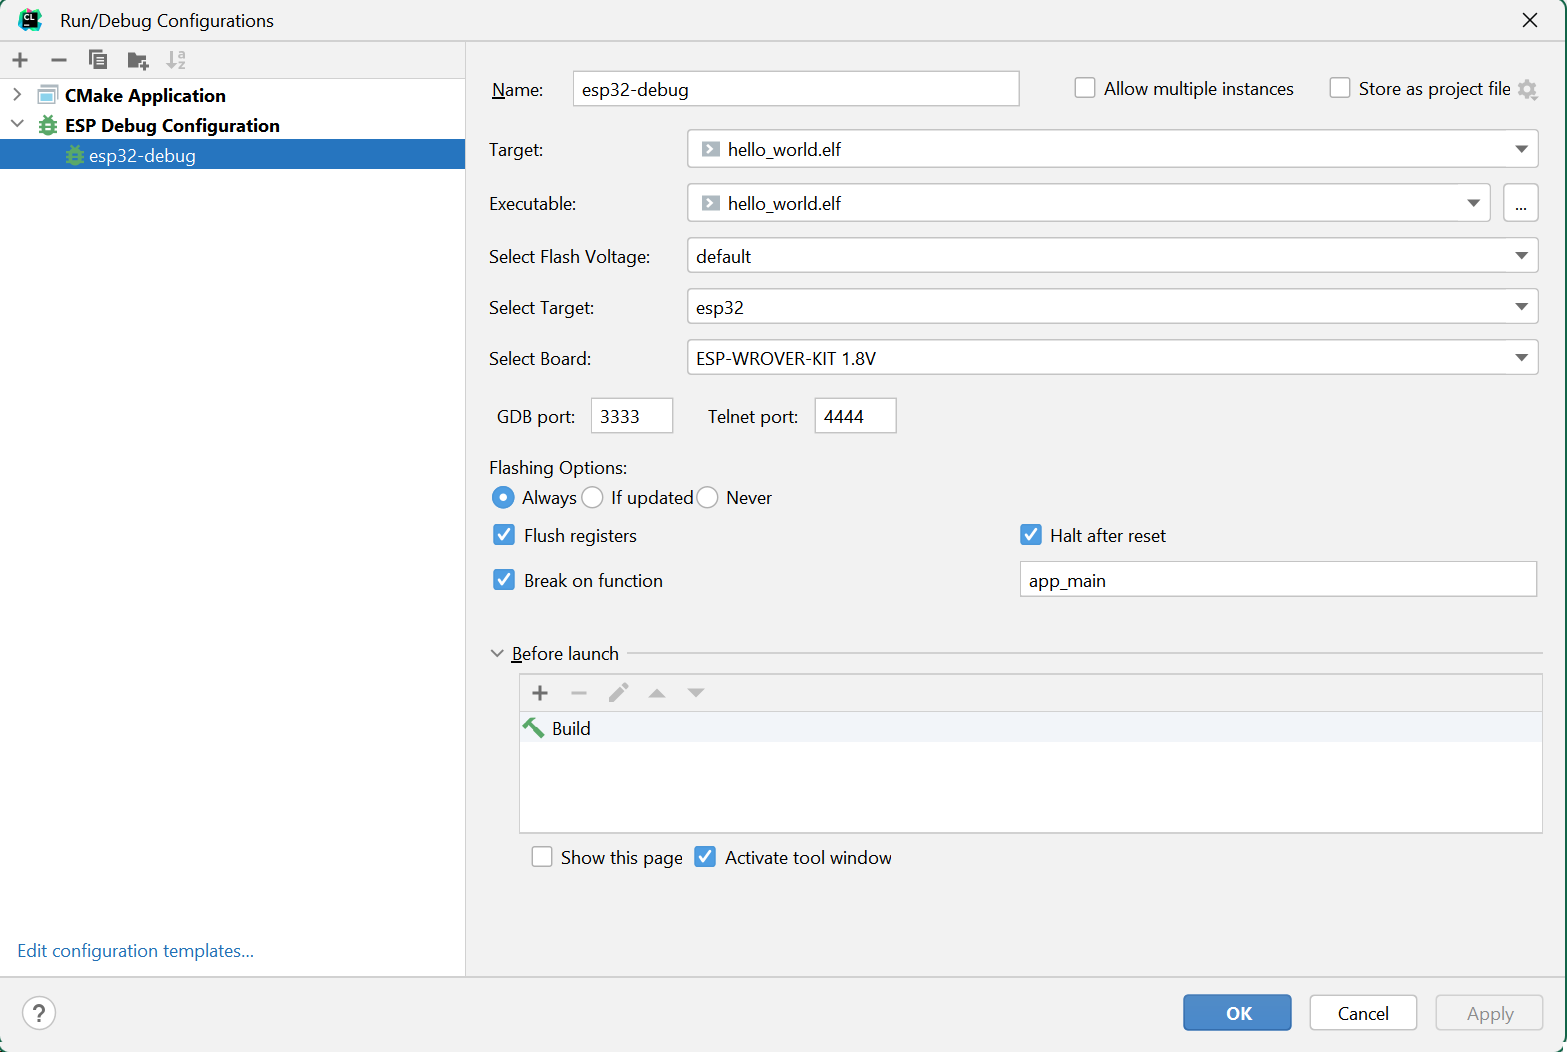 CL
Run/Debug Configurations
CMake Application
ESP Debug Configuration
esp32-debug
Edit configuration templates...
Name: esp32-debug Allow multiple instances Store as project file
Target: hello_world.elf
Executable: hello_world.elf ...
Select Flash Voltage: default
Select Target: esp32
Select Board: ESP-WROVER-KIT 1.8V
GDB port: 3333 Telnet port: 4444
Flashing Options:
Always If updated Never
Flush registers Halt after reset
Break on function app_main
Before launch
Build
Show this page Activate tool window
? OK Cancel Apply